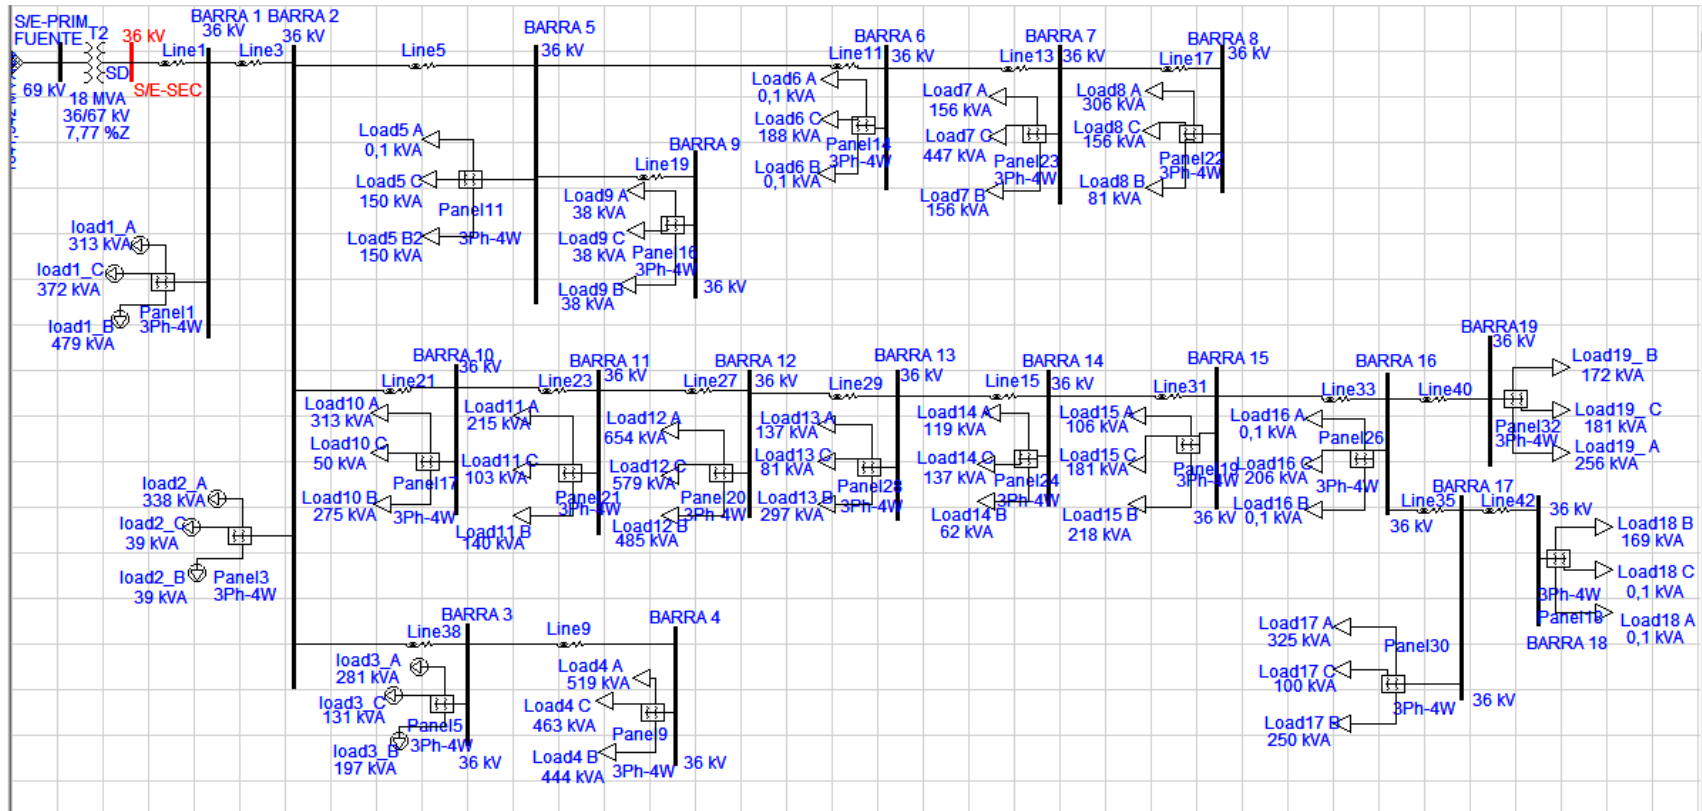 S/E-PRIM
FUENTE
69 kV
T2
SD
18 MVA
36/67 kV
7,77 %Z
36 kV
S/E-SEC
Line1
BARRA 1
36 kV
Line3
BARRA 2
36 kV
load1_A
313 kVA
load1_C
372 kVA
load1_B
479 kVA
Panel1
3Ph-4W
load2_A
338 kVA
load2_C
39 kVA
load2_B
39 kVA
Panel3
3Ph-4W
Line5
BARRA 5
36 kV
Load5 A
0,1 kVA
Load5 C
150 kVA
Load5 B2
150 kVA
Panel11
3Ph-4W
Line19
BARRA 9
36 kV
Load9 A
38 kVA
Load9 C
38 kVA
Load9 B
38 kVA
Panel16
3Ph-4W
Line11
BARRA 6
36 kV
Load6 A
0,1 kVA
Load6 C
188 kVA
Load6 B
0,1 kVA
Panel14
3Ph-4W
Line13
BARRA 7
36 kV
Load7 A
156 kVA
Load7 C
447 kVA
Load7 B
156 kVA
Panel23
3Ph-4W
Line17
BARRA 8
36 kV
Load8 A
306 kVA
Load8 C
156 kVA
Load8 B
81 kVA
Panel22
3Ph-4W
Line21
BARRA 10
36 kV
Load10 A
313 kVA
Load10 C
50 kVA
Load10 B
275 kVA
Panel17
3Ph-4W
Line23
BARRA 11
36 kV
Load11 A
215 kVA
Load11 C
103 kVA
Load11 B
140 kVA
Panel21
3Ph-4W
Line27
BARRA 12
36 kV
Load12 A
654 kVA
Load12 C
579 kVA
Load12 B
485 kVA
Panel20
3Ph-4W
Line29
BARRA 13
36 kV
Load13 A
137 kVA
Load13 C
81 kVA
Load13 B
297 kVA
Panel28
3Ph-4W
Line15
BARRA 14
36 kV
Load14 A
119 kVA
Load14 C
137 kVA
Load14 B
62 kVA
Panel24
3Ph-4W
Line31
BARRA 15
36 kV
Load15 A
106 kVA
Load15 C
181 kVA
Load15 B
218 kVA
Panel19
3Ph-4W
Line33
BARRA 16
36 kV
Load16 A
0,1 kVA
Load16 C
206 kVA
Load16 B
0,1 kVA
Panel26
3Ph-4W
Line40
BARRA19
36 kV
Load19_ B
172 kVA
Load19_ C
181 kVA
Load19_ A
256 kVA
Panel32
3Ph-4W
Line35
BARRA 17
36 kV
Load17 A
325 kVA
Load17 C
100 kVA
Load17 B
250 kVA
Panel30
3Ph-4W
Line42
36 kV
Load18 B
169 kVA
Load18 C
0,1 kVA
Load18 A
0,1 kVA
3Ph-4W
Panel18
BARRA 18
Line38
BARRA 3
36 kV
load3_A
281 kVA
load3_C
131 kVA
load3_B
197 kVA
Panel5
3Ph-4W
Line9
BARRA 4
36 kV
Load4 A
519 kVA
Load4 C
463 kVA
Load4 B
444 kVA
Panel9
3Ph-4W